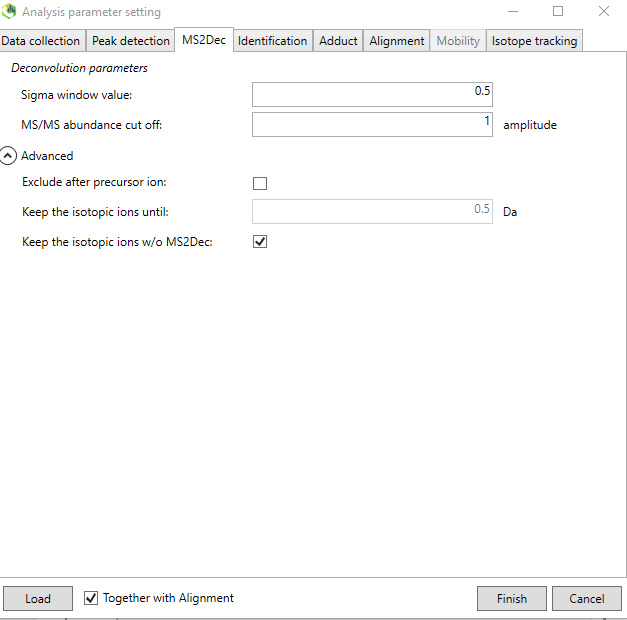 Analysis parameter setting
Data collection Peak detection MS2Dec Identification Adduct Alignment Mobility Isotope tracking
Deconvolution parameters
Sigma window value: 0.5
MS/MS abundance cut off: 1 amplitude
Advanced
Exclude after precursor ion:
Keep the isotopic ions until: 0.5 Da
Keep the isotopic ions w/o MS2Dec:
Load Together with Alignment Finish Cancel